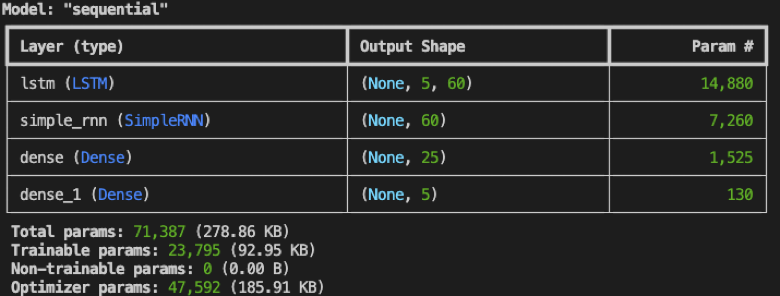 Model: "sequential"
Layer (type) Output Shape Param #
lstm (LSTM) (None, 5, 60) 14,880
simple_rnn (SimpleRNN) (None, 60) 7,260
dense (Dense) (None, 25) 1,525
dense_1 (Dense) (None, 5) 130
Total params: 71,387 (278.86 KB)
Trainable params: 23,795 (92.95 KB)
Non-trainable params: 0 (0.00 B)
Optimizer params: 47,592 (185.91 KB)